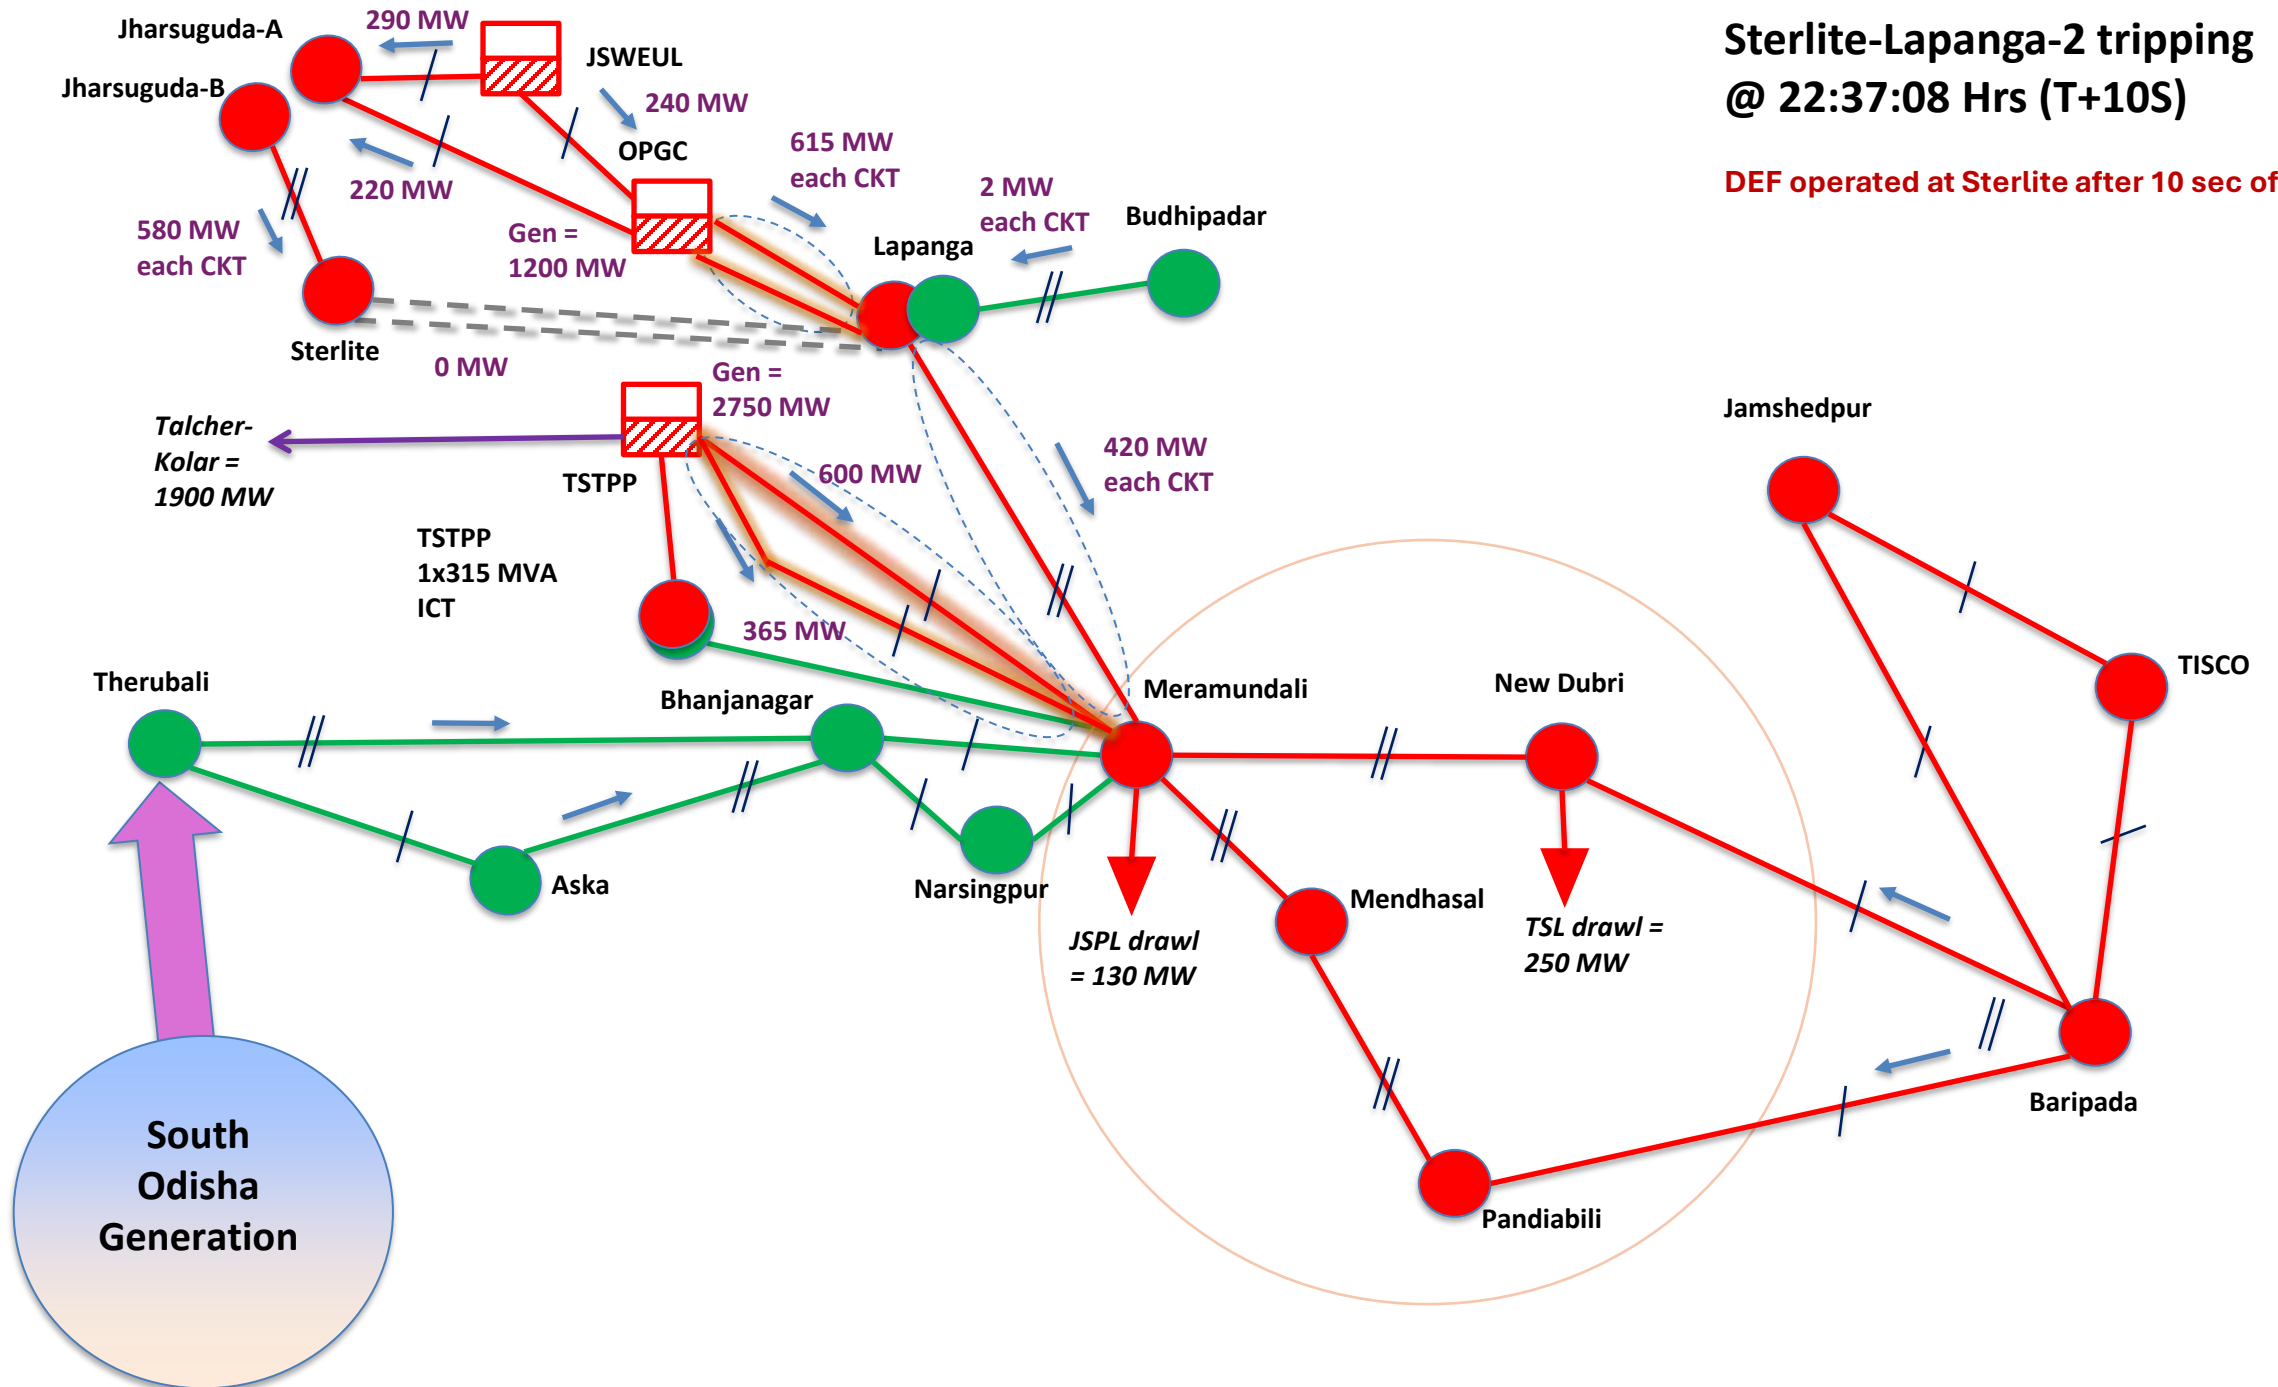 Sterlite-Lapanga-2 tripping
@ 22:37:08 Hrs (T+10S)
DEF operated at Sterlite after 10 sec of
Jharsuguda-A
290 MW
JSWEUL
Jharsuguda-B
240 MW
OPGC
615 MW
each CKT
220 MW
2 MW
each CKT
Budhipadar
580 MW
each CKT
Gen =
1200 MW
Lapanga
Sterlite
0 MW
Gen =
2750 MW
Talcher-
Kolar =
1900 MW
TSTPP
600 MW
420 MW
each CKT
Jamshedpur
TSTPP
1x315 MVA
ICT
365 MW
Therubali
Bhanjanagar
Meramundali
New Dubri
TISCO
Aska
Narsingpur
Mendhasal
JSPL drawl
= 130 MW
TSL drawl =
250 MW
Baripada
Pandiabili
South
Odisha
Generation